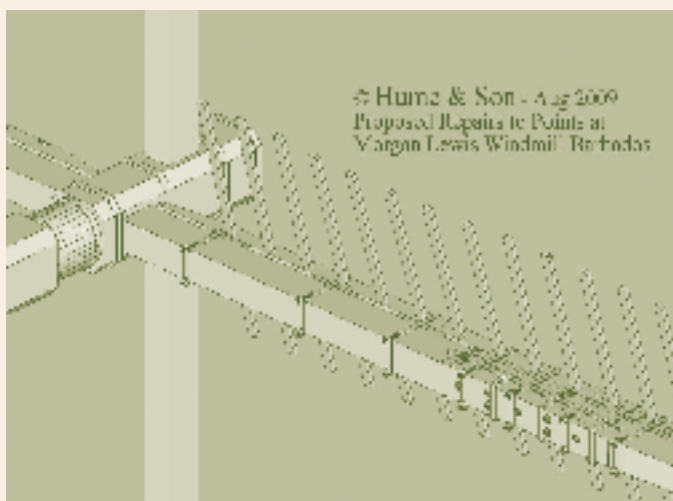 © Hume & Son - Aug 2009
Proposed Repairs to Points at
Morgan Lewis Windmill Barbados